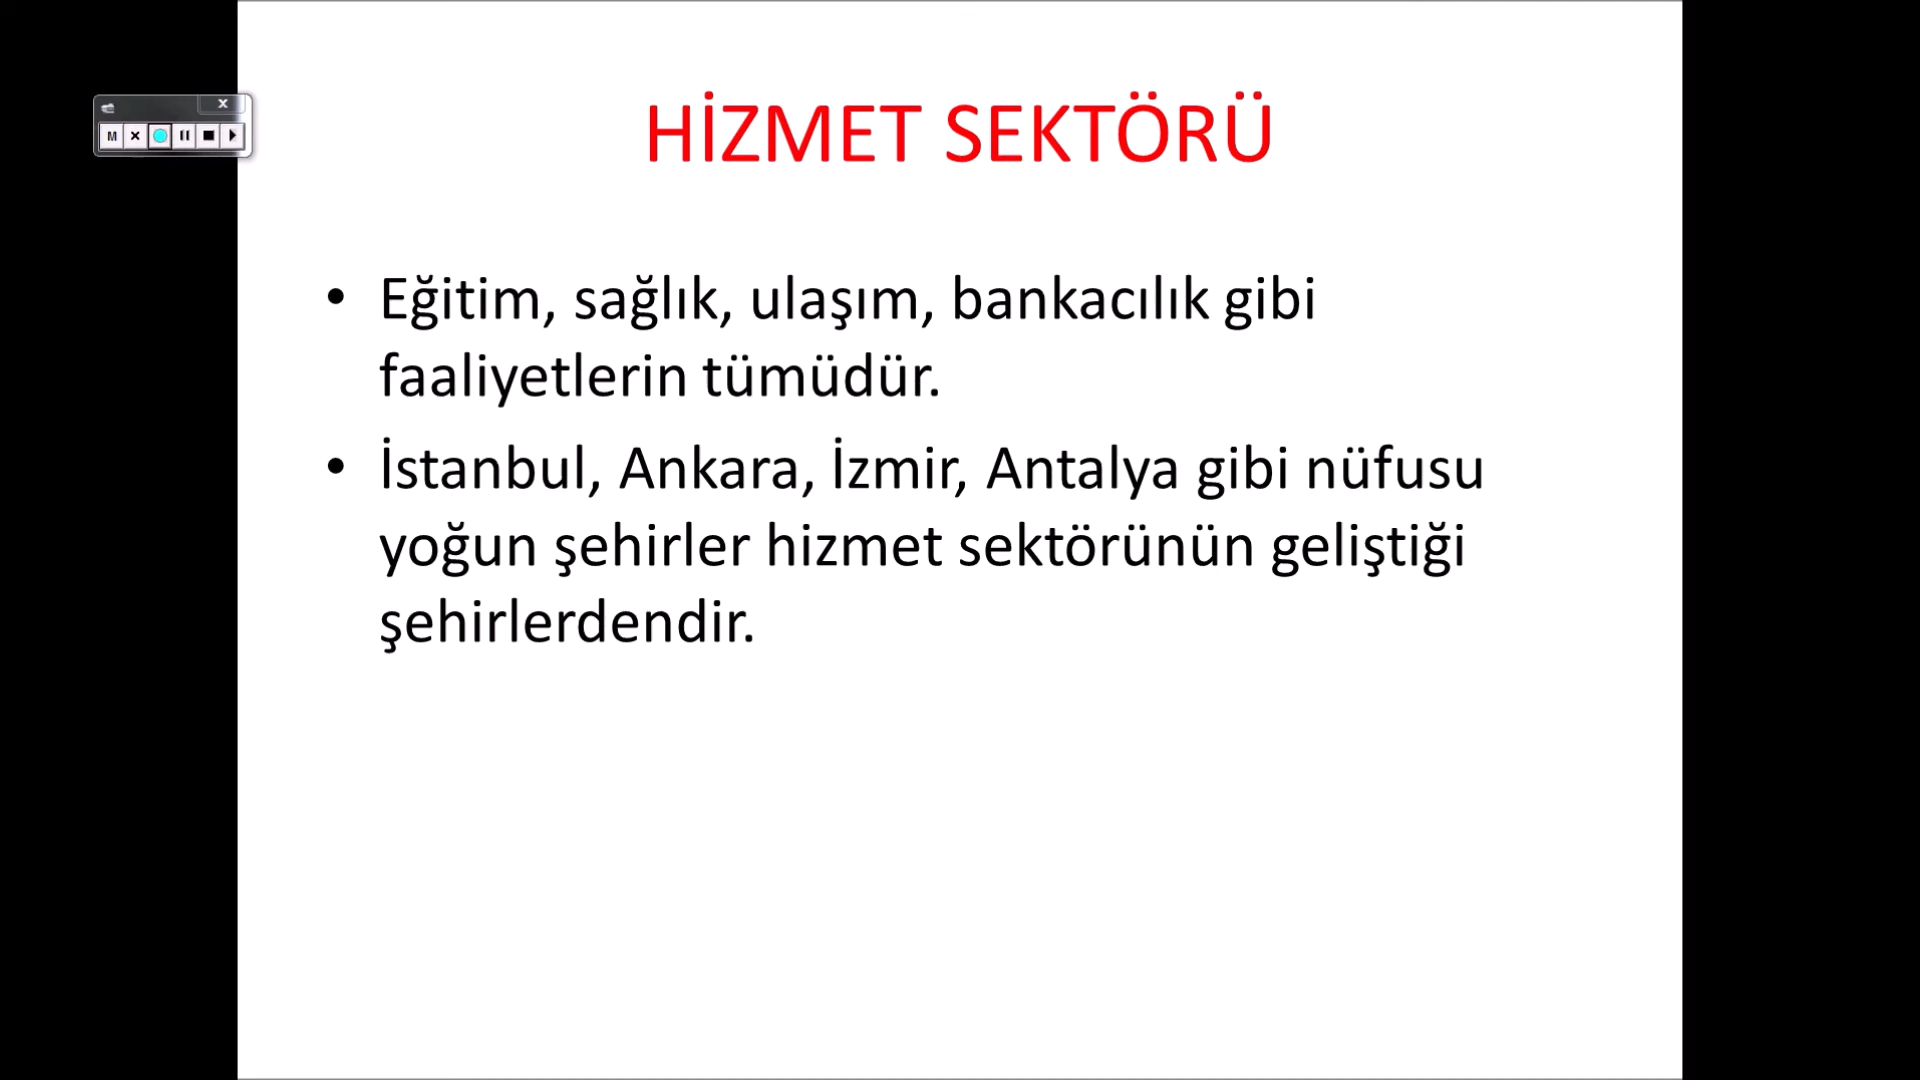 HİZMET SEKTÖRÜ
M
• Eğitim, sağlık, ulaşım, bankacılık gibi
faaliyetlerin tümüdür.
• İstanbul, Ankara, İzmir, Antalya gibi nüfusu
yoğun şehirler hizmet sektörünün geliştiği
şehirlerdendir.